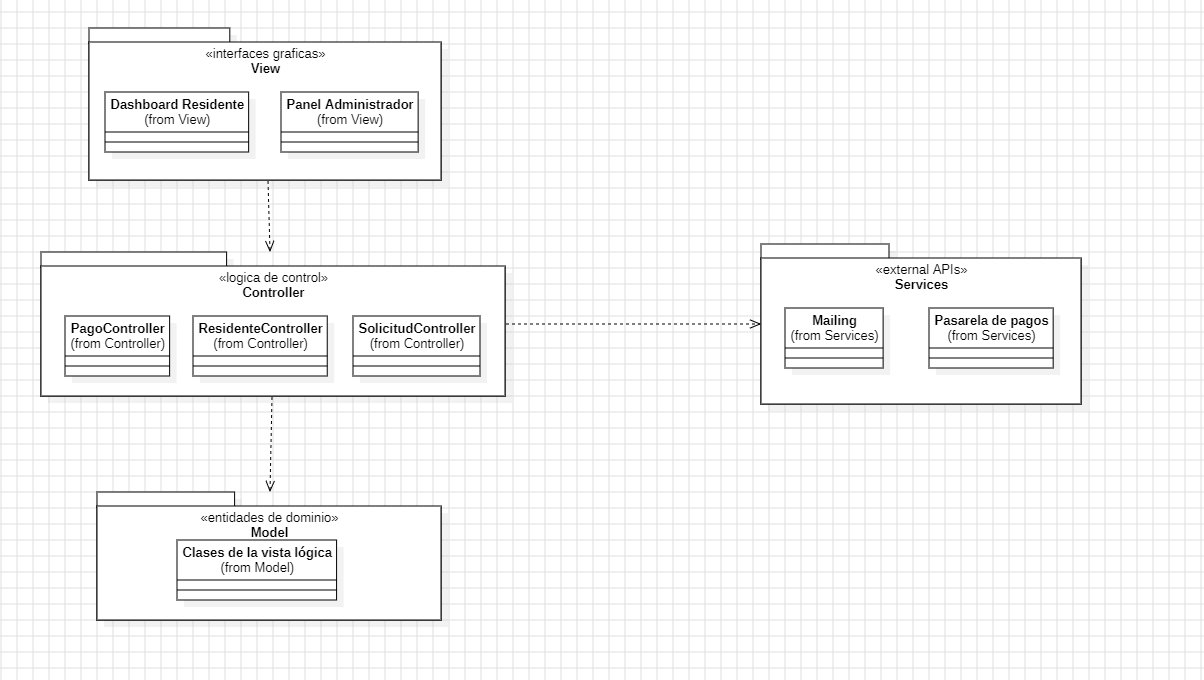 «interfaces graficas»
View
Dashboard Residente
(from View)
Panel Administrador
(from View)
«logica de control»
Controller
PagoController
(from Controller)
ResidenteController
(from Controller)
SolicitudController
(from Controller)
«external APIs»
Services
Mailing
(from Services)
Pasarela de pagos
(from Services)
«entidades de dominio»
Model
Clases de la vista lógica
(from Model)